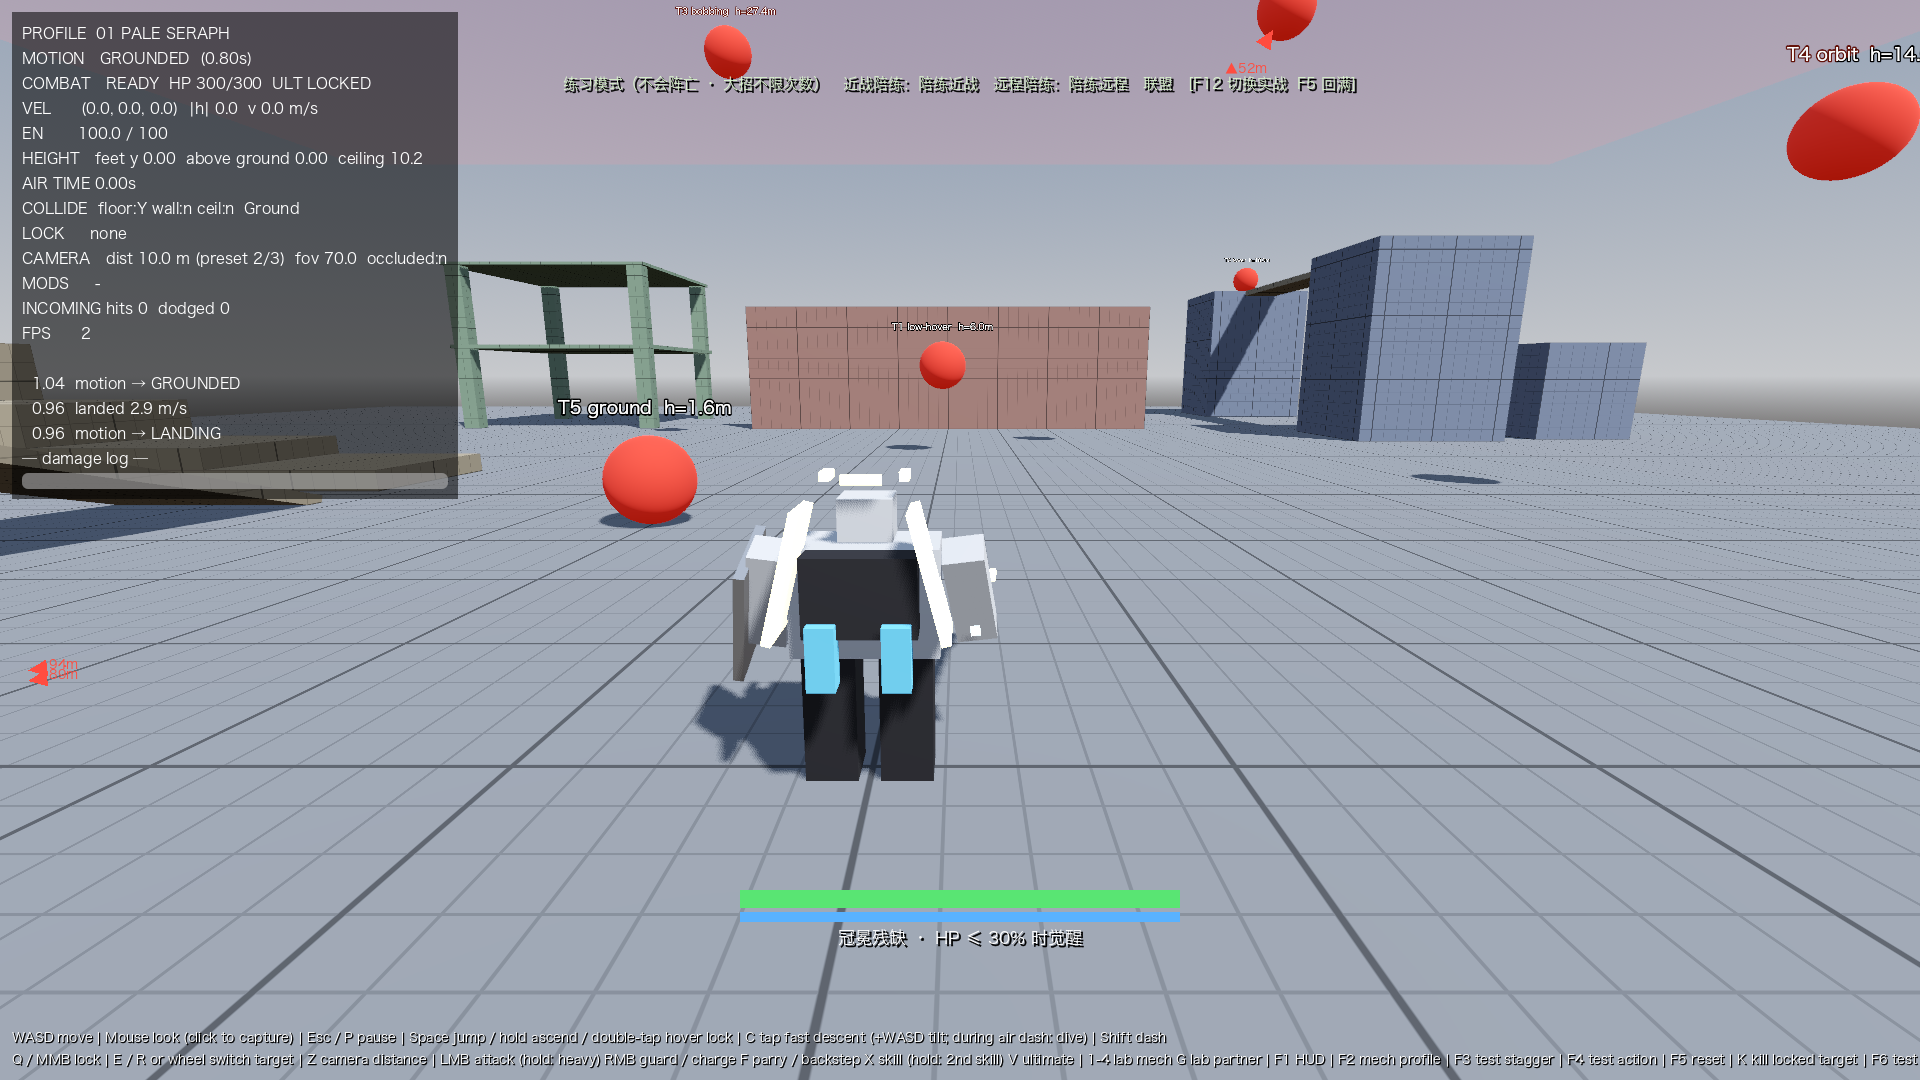 PROFILE 01 PALE SERAPH
MOTION GROUNDED (0.80s)
COMBAT READY HP 300/300 ULT LOCKED
VEL (0.0, 0.0, 0.0) |h| 0.0 v 0.0 m/s
EN 100.0 / 100
HEIGHT feet y 0.00 above ground 0.00 ceiling 10.2
AIR TIME 0.00s
COLLIDE floor:Y wall:n ceil:n Ground
LOCK none
CAMERA dist 10.0 m (preset 2/3) fov 70.0 occluded:n
MODS -
INCOMING hits 0 dodged 0
FPS 2
1.04 motion → GROUNDED
0.96 landed 2.9 m/s
0.96 motion → LANDING
— damage log —
T3 bobbing h=27.4m
▲52m
T4 orbit h=14.
练习模式（不会阵亡 · 大招不限次数） 近战陪练：陪练近战 远程陪练：陪练远程 联盟 [F12 切换实战 F5 回满]
T1 low-hover h=6.0m
T5 ground h=1.6m
冠冕残缺 · HP ≤ 30% 时觉醒
WASD move | Mouse look (click to capture) | Esc / P pause | Space jump / hold ascend / double-tap hover lock | C tap fast descent (+WASD tilt; during air dash: dive) | Shift dash
Q / MMB lock | E / R or wheel switch target | Z camera distance | LMB attack (hold: heavy) RMB guard / charge F parry / backstep X skill (hold: 2nd skill) V ultimate | 1-4 lab mech G lab partner | F1 HUD | F2 mech profile | F3 test stagger | F4 test action | F5 reset | K kill locked target | F6 test